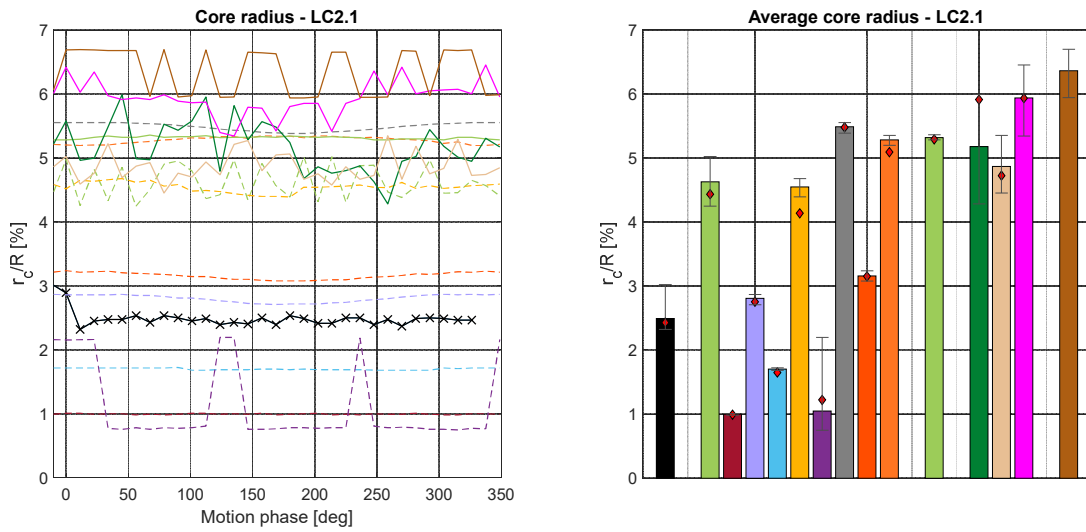 Core radius - LC2.1
7
6
5
4
3
2
1
0
r_c/R [%]
0 50 100 150 200 250 300 350
Motion phase [deg]
Average core radius - LC2.1
7
6
5
4
3
2
1
0
r_c/R [%]